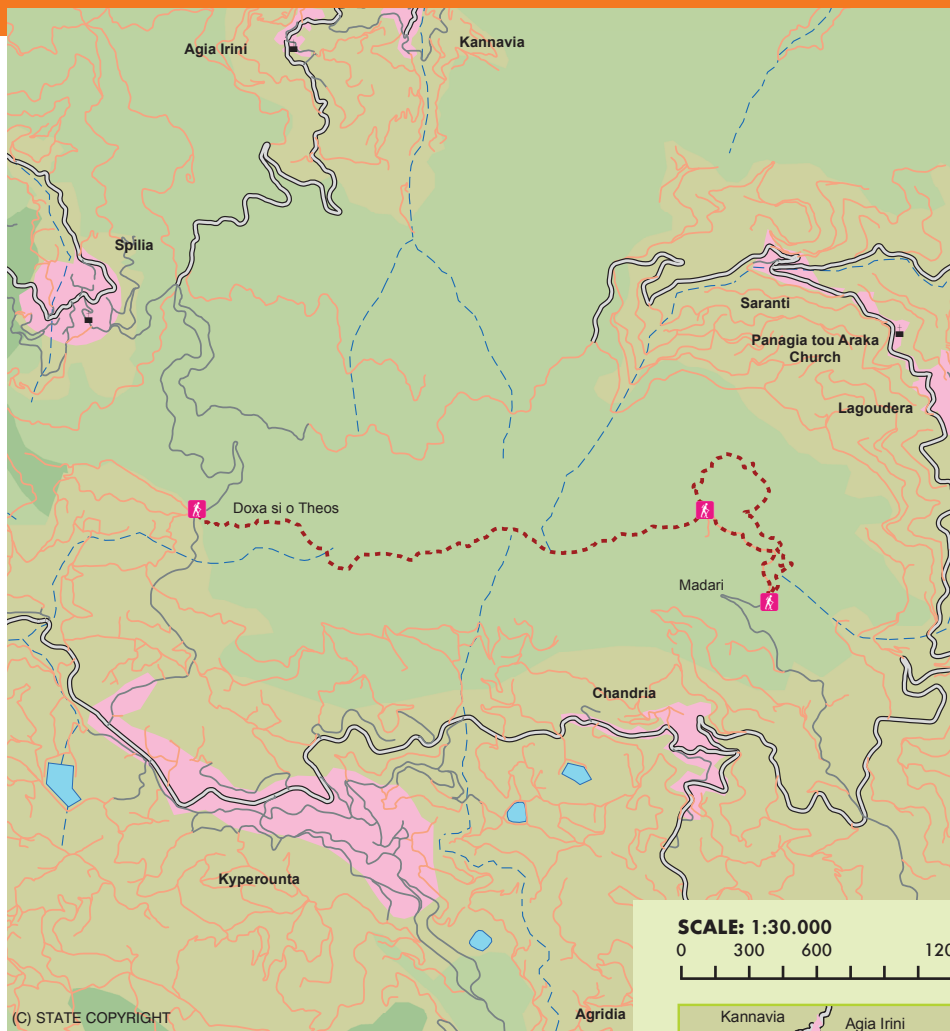 Agia Irini
Kannavia
Spilia
Saranti
Panagia tou Araka
Church
Lagoudera
Doxa si o Theos
Madari
Chandria
Kyperounta
SCALE: 1:30.000
0 300 600 120
(C) STATE COPYRIGHT
Agridia
Kannavia
Agia Irini